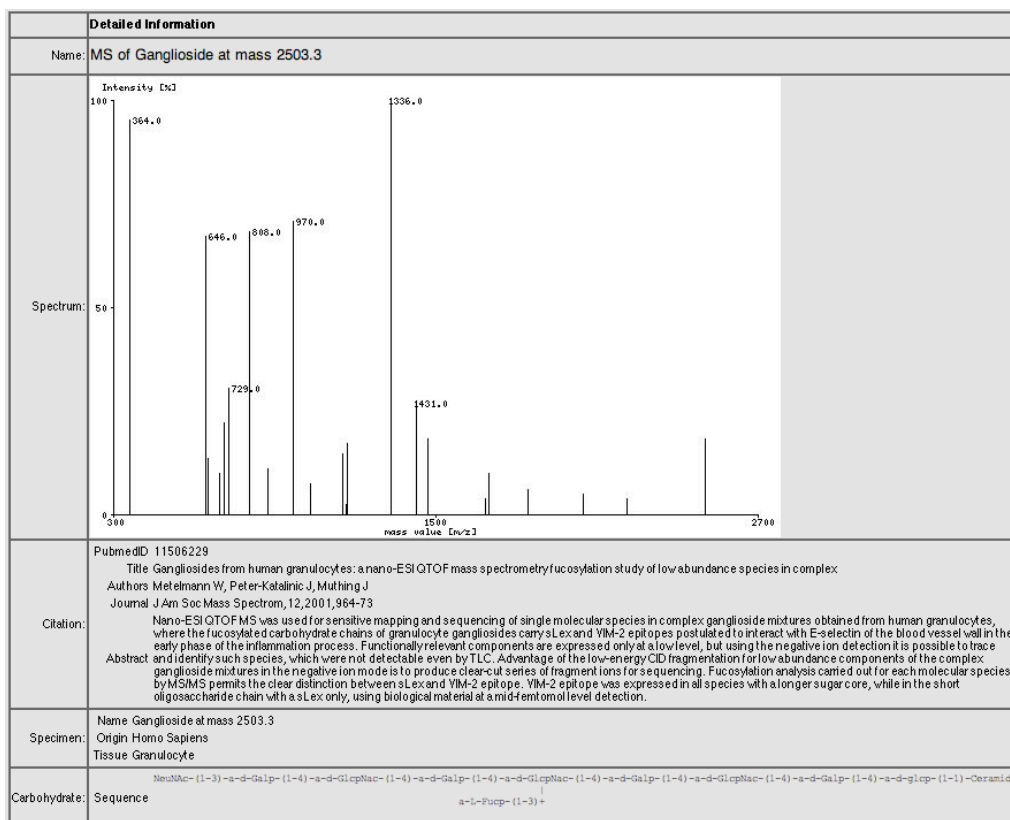 Detailed Information
Name: MS of Ganglioside at mass 2503.3
Spectrum:
Intensity [%]
100
1336.0
364.0
970.0
646.0
808.0
50
729.0
1431.0
0
300
1500
2700
mass value [m/z]
PubmedID 11506229
Title Gangliosides from human granulocytes: a nano-ESI QTOF mass spectrometry fucosylation study of low abundance species in complex
Authors Metelmann W, Peter-Katalinic J, Muthing J
Journal J Am Soc Mass Spectrom, 12,2001,964-73
Citation:
Nano-ESI QTOF MS was used for sensitive mapping and sequencing of single molecular species in complex ganglioside mixtures obtained from human granulocytes,
where the fucosylated carbohydrate chains of granulocyte gangliosides carry sLex and VIM-2 epitopes postulated to interact with E-selectin of the blood vessel wall in the
early phase of the inflammation process. Functionally relevant components are expressed only at a low level, but using the negative ion detection it is possible to trace
Abstract and identify such species, which were not detectable even by TLC. Advantage of the low-energy CID fragmentation for low abundance components of the complex
ganglioside mixtures in the negative ion mode is to produce clear-cut series of fragment ions for sequencing. Fucosylation analysis carried out for each molecular species
by MS/MS permits the clear distinction between sLex and VIM-2 epitope. VIM-2 epitope was expressed in all species with a longer sugar core, while in the short
oligosaccharide chain with a sLex only, using biological material at a mid-femtomol level detection.
Name Ganglioside at mass 2503.3
Specimen: Origin Homo Sapiens
Tissue Granulocyte
NeuNAc-(1-3)-a-d-Galp-(1-4)-a-d-GlcpNac-(1-4)-a-d-Galp-(1-4)-a-d-GlcpNac-(1-4)-a-d-Galp-(1-4)-a-d-GlcpNac-(1-4)-a-d-Galp-(1-4)-a-d-glcp-(1-1)-Ceramid
|
Carbohydrate: Sequence a-L-Fucp-(1-3)+